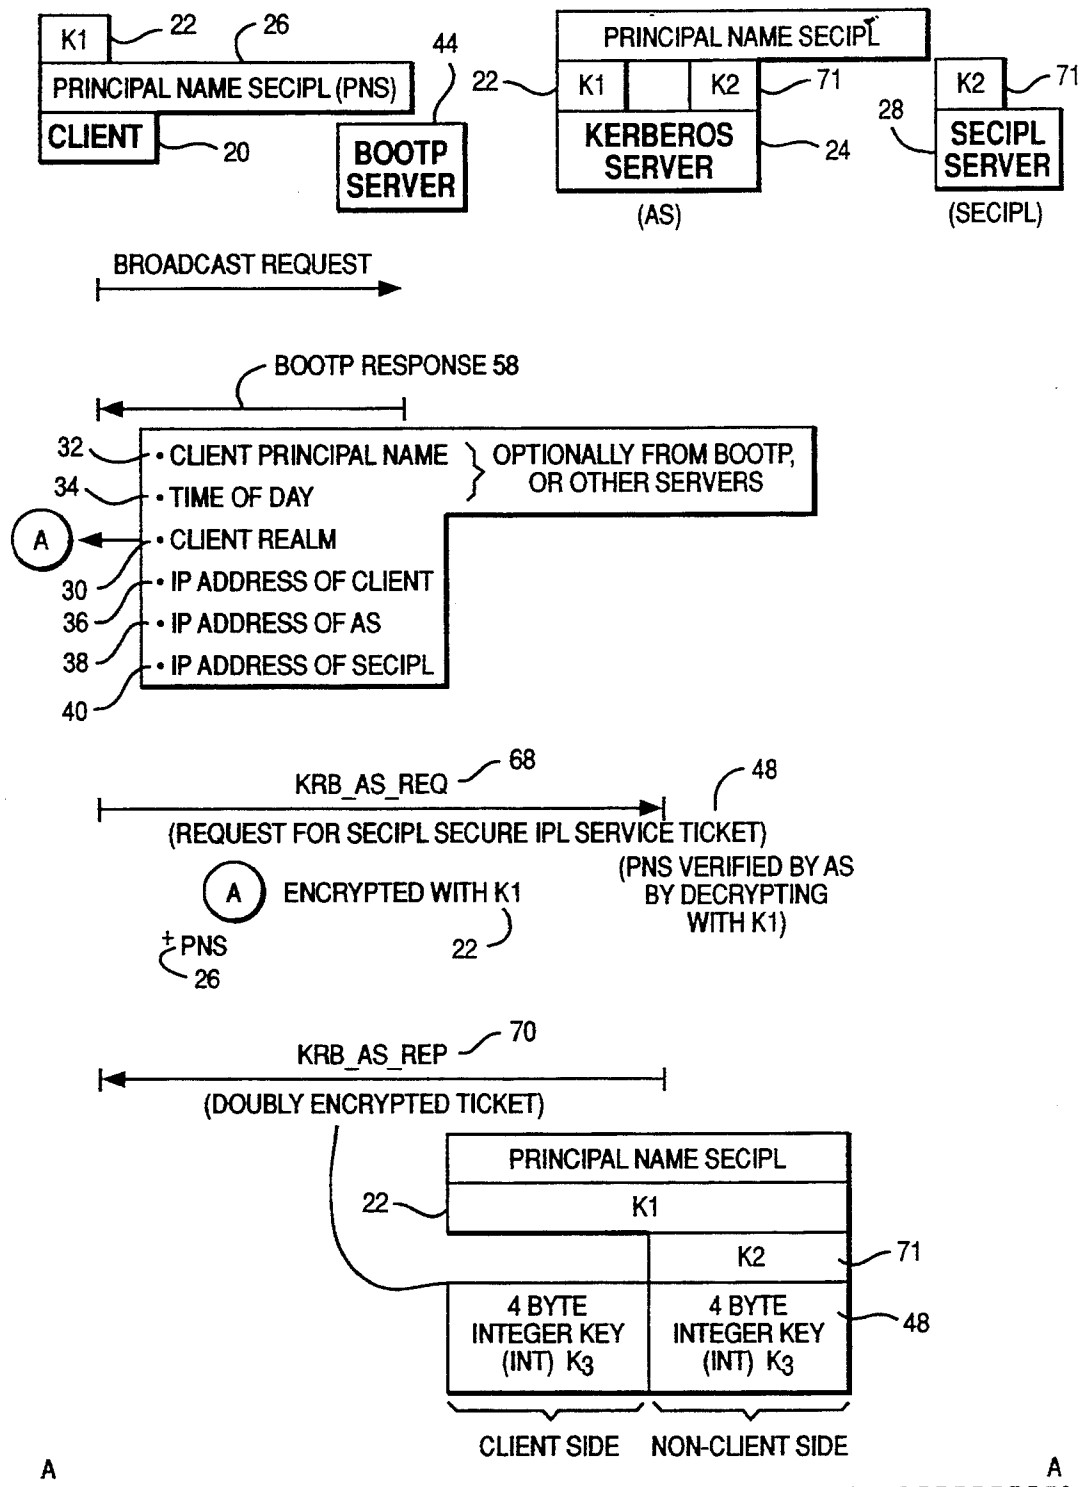 K1
22
26
PRINCIPAL NAME SECIPL (PNS)
CLIENT
20
44
BOOTP
SERVER
PRINCIPAL NAME SECIPL
22
K1
K2
71
KERBEROS
SERVER
24
(AS)
K2
71
28
SECIPL
SERVER
(SECIPL)
BROADCAST REQUEST
BOOTP RESPONSE 58
32
• CLIENT PRINCIPAL NAME
OPTIONALLY FROM BOOTP,
OR OTHER SERVERS
34
• TIME OF DAY
A
• CLIENT REALM
30
• IP ADDRESS OF CLIENT
36
• IP ADDRESS OF AS
38
• IP ADDRESS OF SECIPL
40
KRB_AS_REQ
68
48
(REQUEST FOR SECIPL SECURE IPL SERVICE TICKET)
(PNS VERIFIED BY AS
BY DECRYPTING
WITH K1)
A
ENCRYPTED WITH K1
22
+ PNS
26
KRB_AS_REP
70
(DOUBLY ENCRYPTED TICKET)
PRINCIPAL NAME SECIPL
22
K1
K2
71
4 BYTE
INTEGER KEY
(INT) K3
4 BYTE
INTEGER KEY
(INT) K3
48
CLIENT SIDE
NON-CLIENT SIDE
A
A